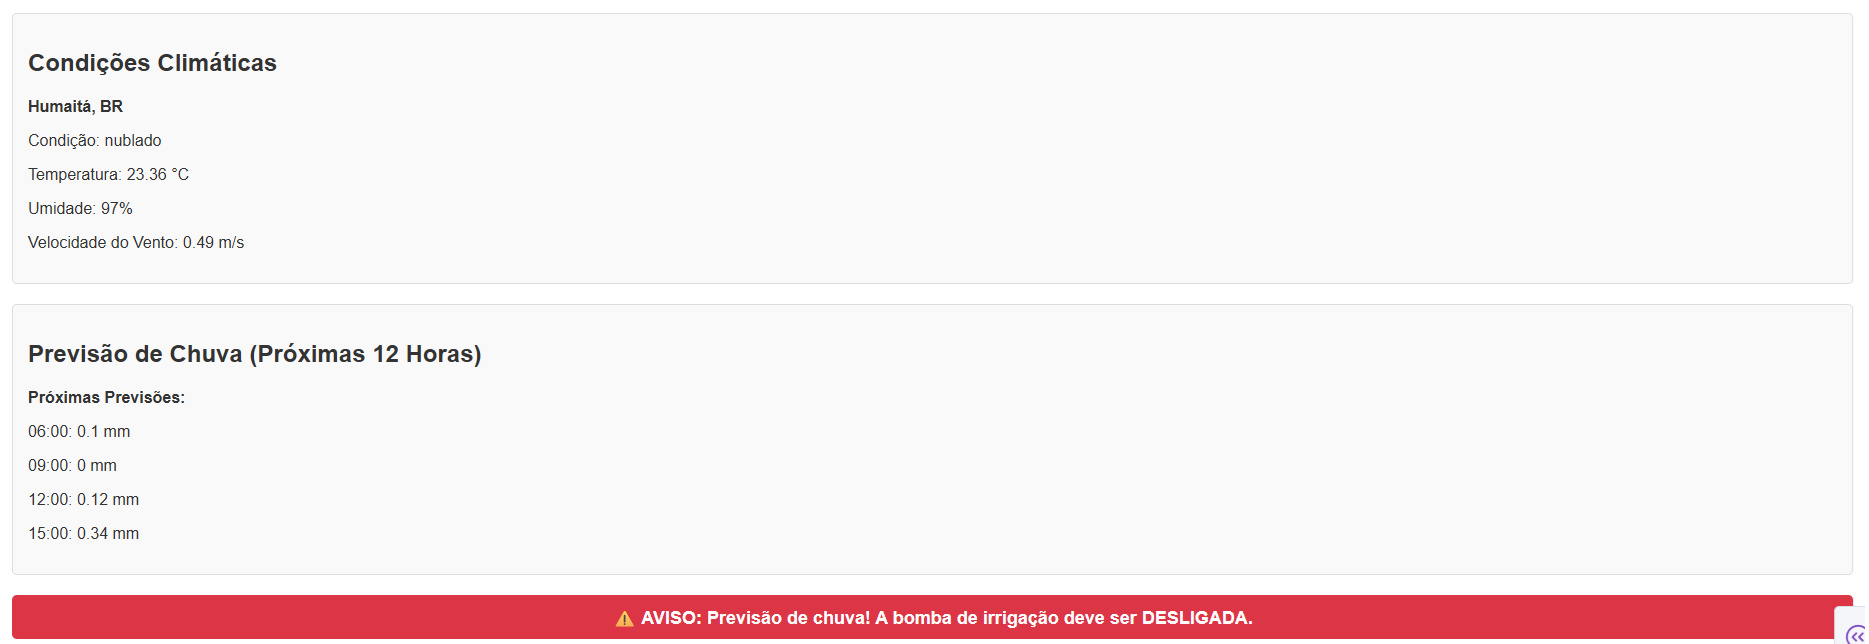 Condições Climáticas
Humaitá, BR
Condição: nublado
Temperatura: 23.36 °C
Umidade: 97%
Velocidade do Vento: 0.49 m/s
Previsão de Chuva (Próximas 12 Horas)
Próximas Previsões:
06:00: 0.1 mm
09:00: 0 mm
12:00: 0.12 mm
15:00: 0.34 mm
⚠️ AVISO: Previsão de chuva! A bomba de irrigação deve ser DESLIGADA.